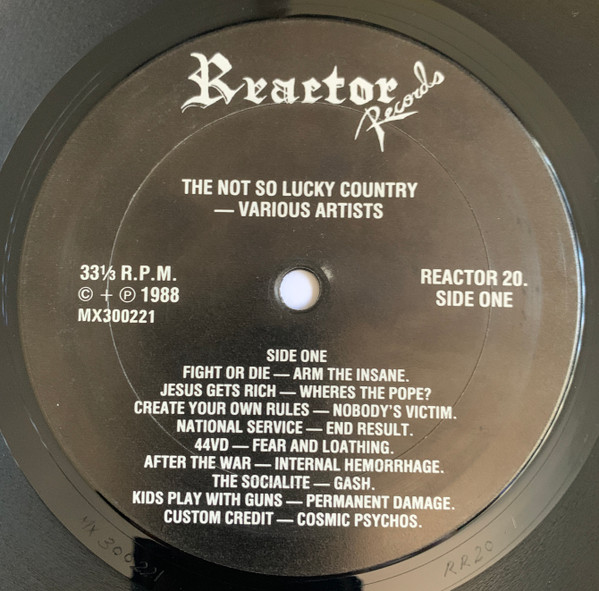 Reactor
Records
THE NOT SO LUCKY COUNTRY
— VARIOUS ARTISTS
33⅓ R.P.M.
© + ℗ 1988
MX300221
REACTOR 20.
SIDE ONE
SIDE ONE
FIGHT OR DIE — ARM THE INSANE.
JESUS GETS RICH — WHERES THE POPE?
CREATE YOUR OWN RULES — NOBODY'S VICTIM.
NATIONAL SERVICE — END RESULT.
44VD — FEAR AND LOATHING.
AFTER THE WAR — INTERNAL HEMORRHAGE.
THE SOCIALITE — GASH.
KIDS PLAY WITH GUNS — PERMANENT DAMAGE.
CUSTOM CREDIT — COSMIC PSYCHOS.
MX 300221
RR20 1